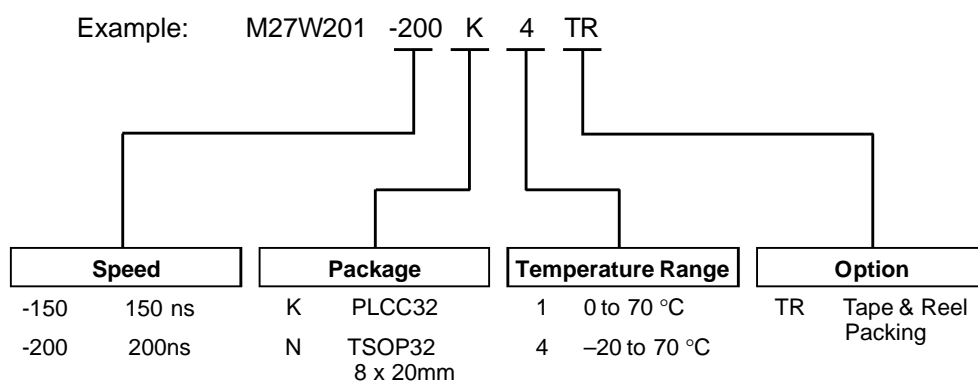 Example: M27W201 -200 K 4 TR
Speed Package Temperature Range Option
-150 150 ns K PLCC32 1 0 to 70 °C TR Tape & Reel
Packing
-200 200ns N TSOP32 4 –20 to 70 °C
8 x 20mm